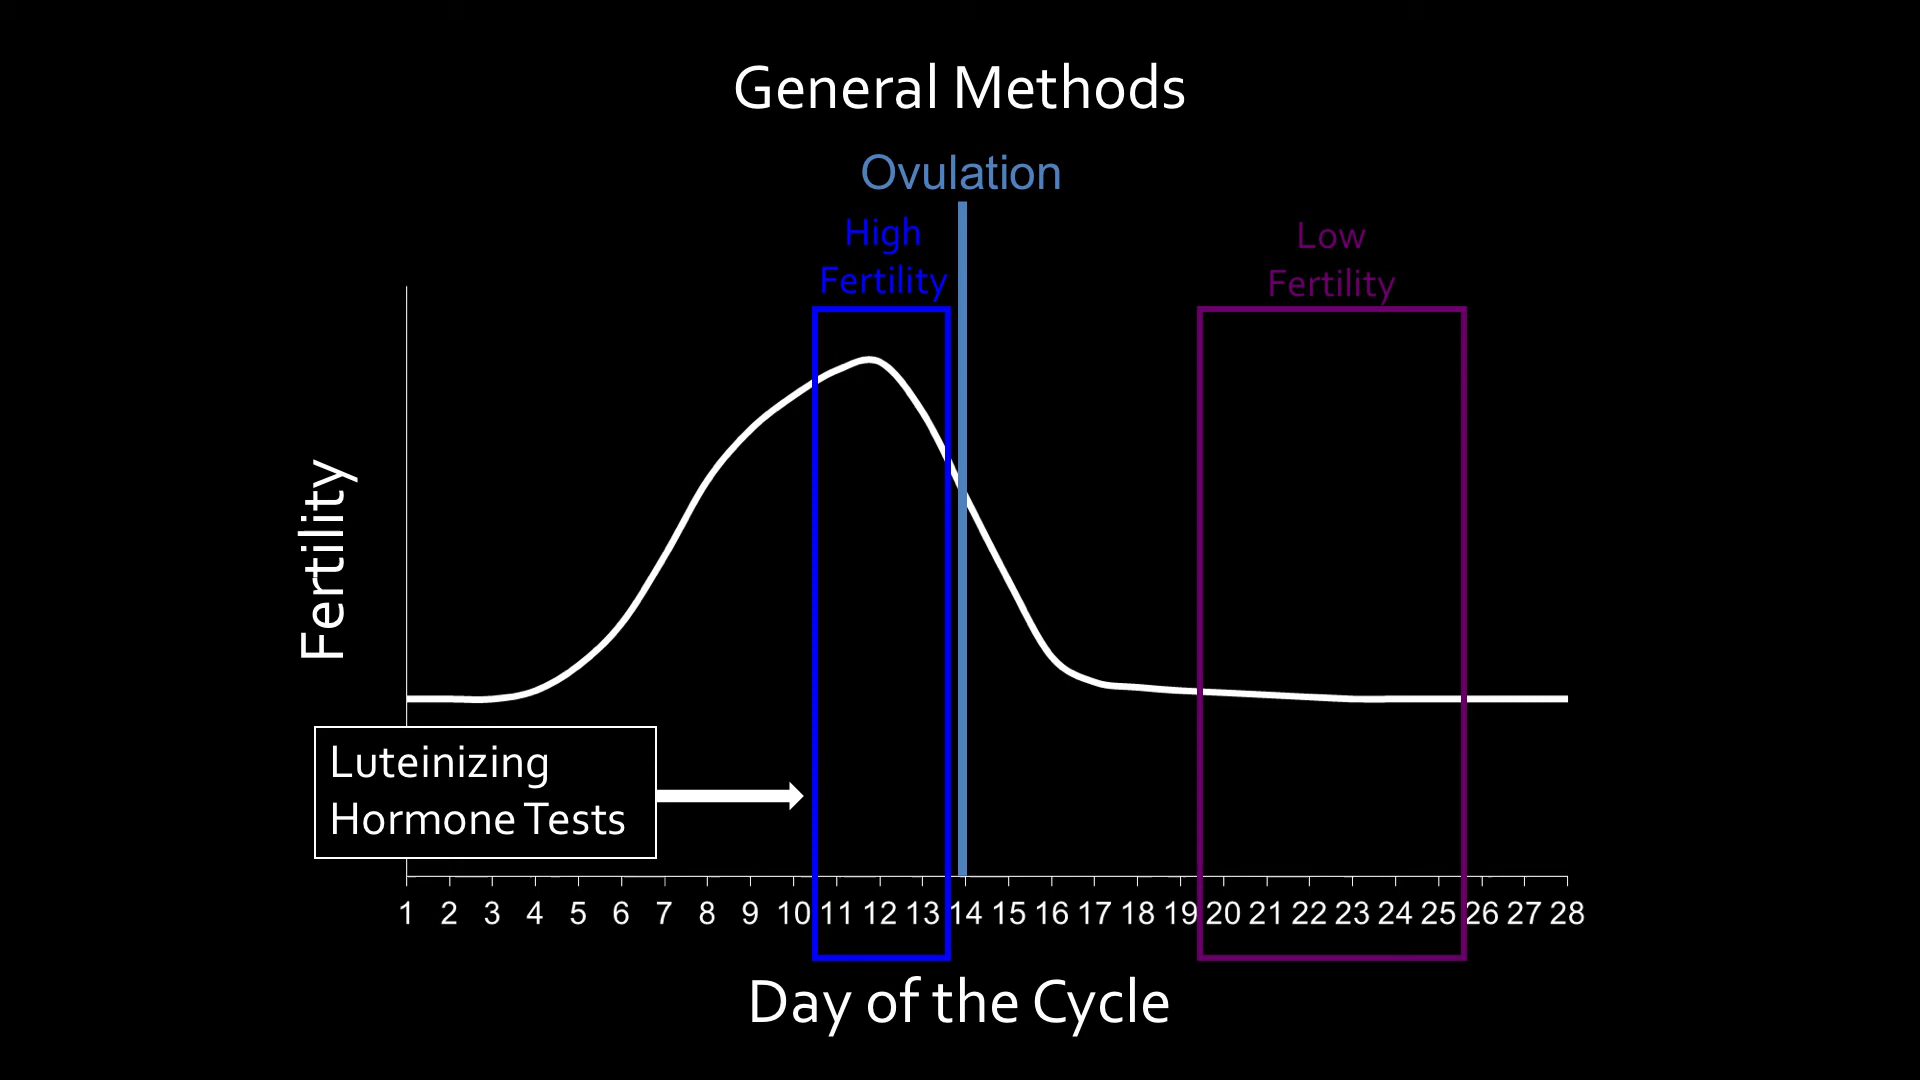 General Methods
Ovulation
High
Fertility
Low
Fertility
Fertility
Luteinizing
Hormone Tests
1 2 3 4 5 6 7 8 9 10 11 12 13 14 15 16 17 18 19 20 21 22 23 24 25 26 27 28
Day of the Cycle